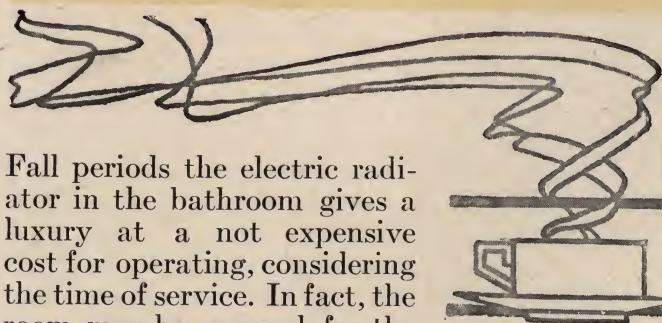 Fall periods the electric radi-
ator in the bathroom gives a
luxury at a not expensive
cost for operating, considering
the time of service. In fact, the